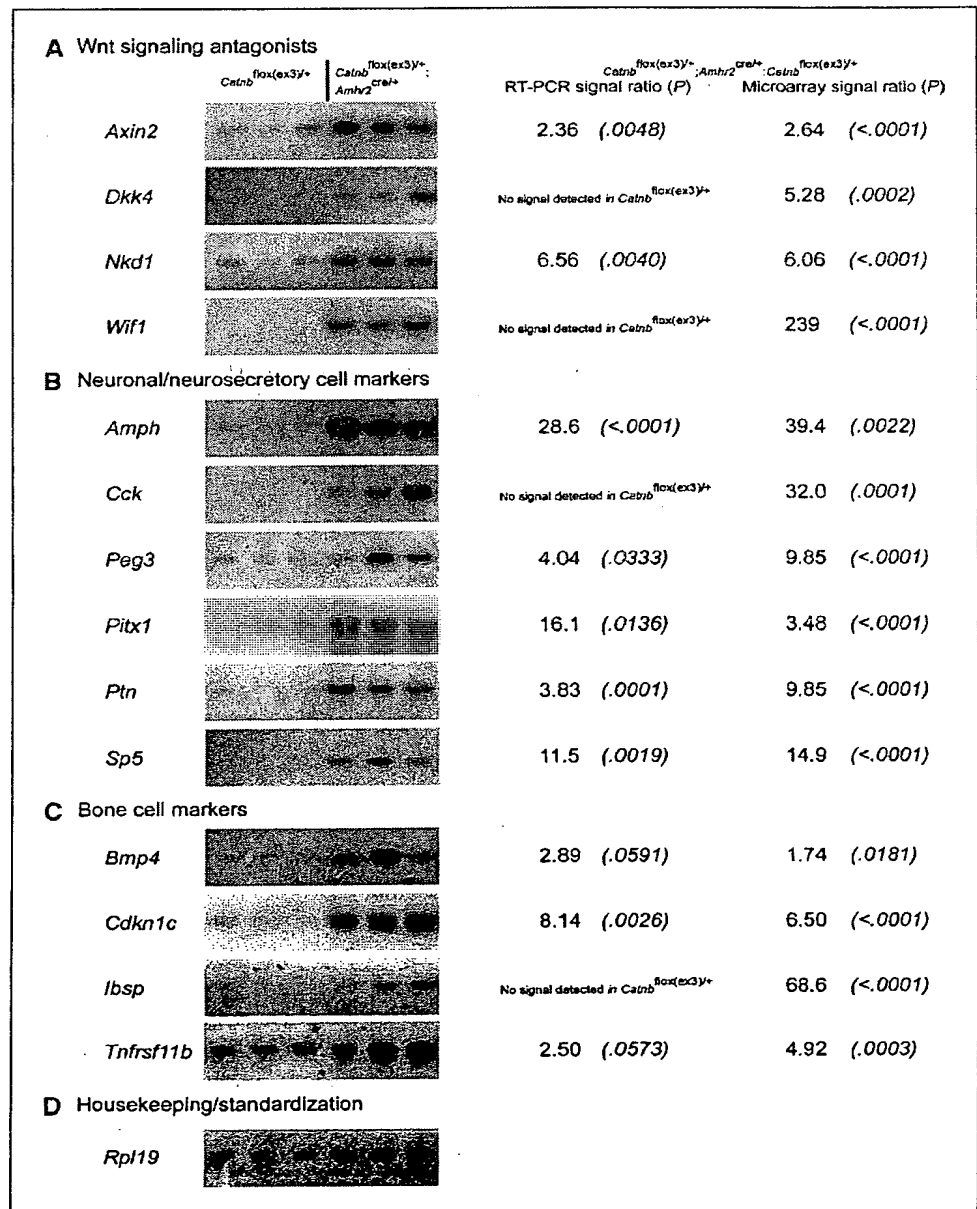 A Wnt signaling antagonists
Catnb flox(ex3)/+
Catnb flox(ex3)/+;
Amhr2 cre/+
Catnb flox(ex3)/+;Amhr2 cre/+:Catnb flox(ex3)/+
RT-PCR signal ratio (P) Microarray signal ratio (P)
Axin2 2.36 (.0048) 2.64 (<.0001)
Dkk4 No signal detected in Catnb flox(ex3)/+ 5.28 (.0002)
Nkd1 6.56 (.0040) 6.06 (<.0001)
Wif1 No signal detected in Catnb flox(ex3)/+ 239 (<.0001)
B Neuronal/neurosecretory cell markers
Amph 28.6 (<.0001) 39.4 (.0022)
Cck No signal detected in Catnb flox(ex3)/+ 32.0 (.0001)
Peg3 4.04 (.0333) 9.85 (<.0001)
Pitx1 16.1 (.0136) 3.48 (<.0001)
Ptn 3.83 (.0001) 9.85 (<.0001)
Sp5 11.5 (.0019) 14.9 (<.0001)
C Bone cell markers
Bmp4 2.89 (.0591) 1.74 (.0181)
Cdkn1c 8.14 (.0026) 6.50 (<.0001)
Ibsp No signal detected in Catnb flox(ex3)/+ 68.6 (<.0001)
Tnfrsf11b 2.50 (.0573) 4.92 (.0003)
D Housekeeping/standardization
Rpl19